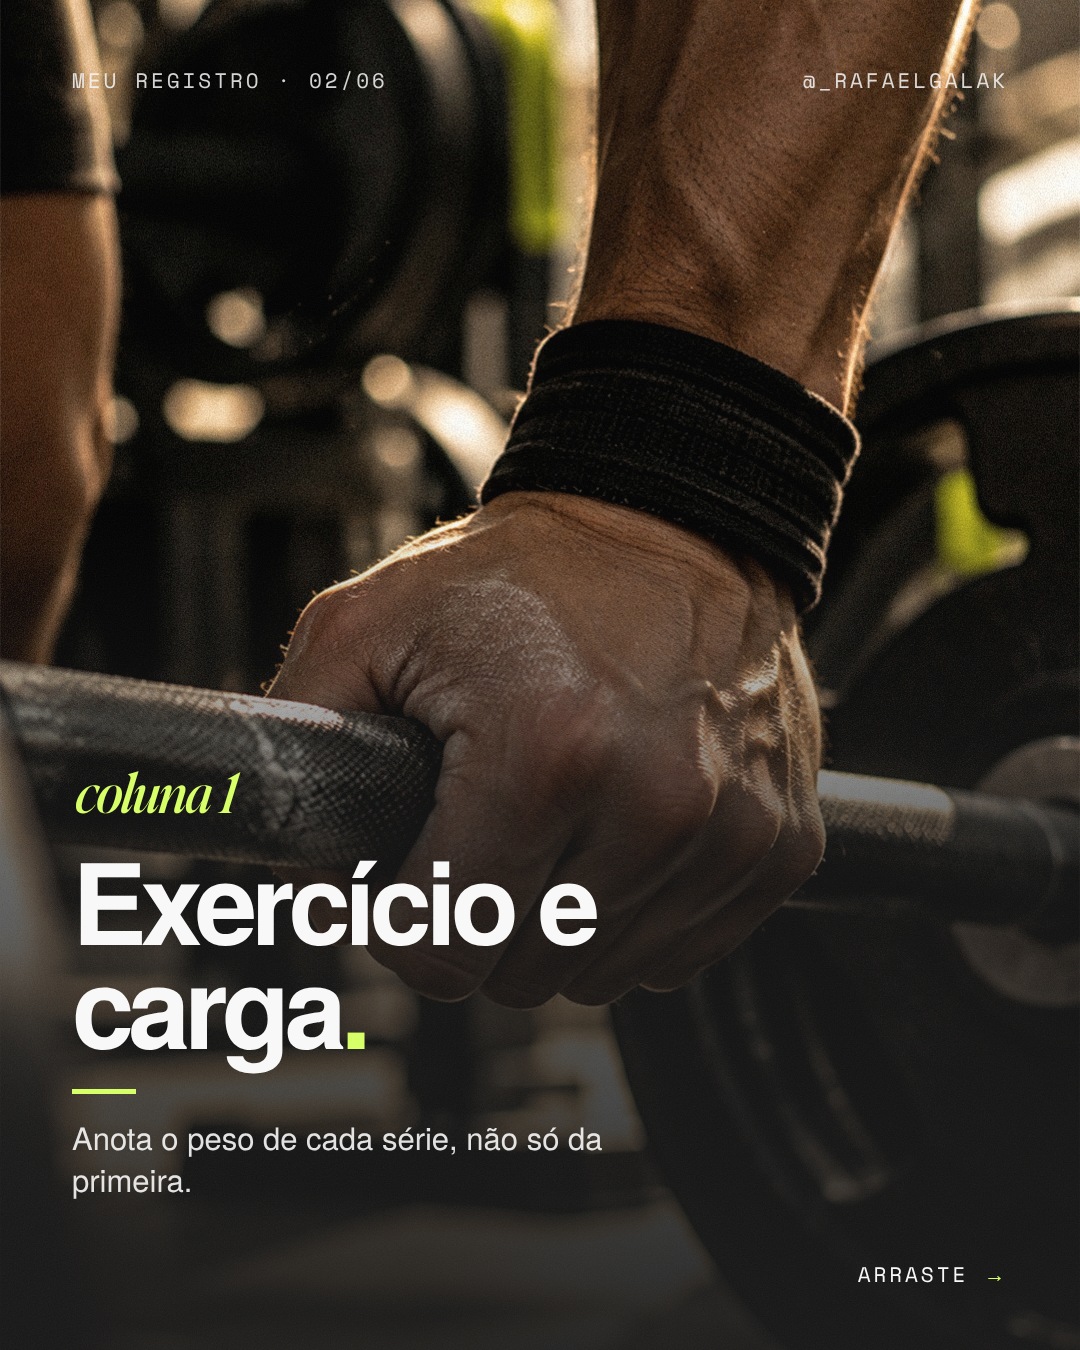 MEU REGISTRO · 02/06
@_RAFAELGALAK
coluna 1
Exercício e
carga.
Anota o peso de cada série, não só da
primeira.
ARRASTE →